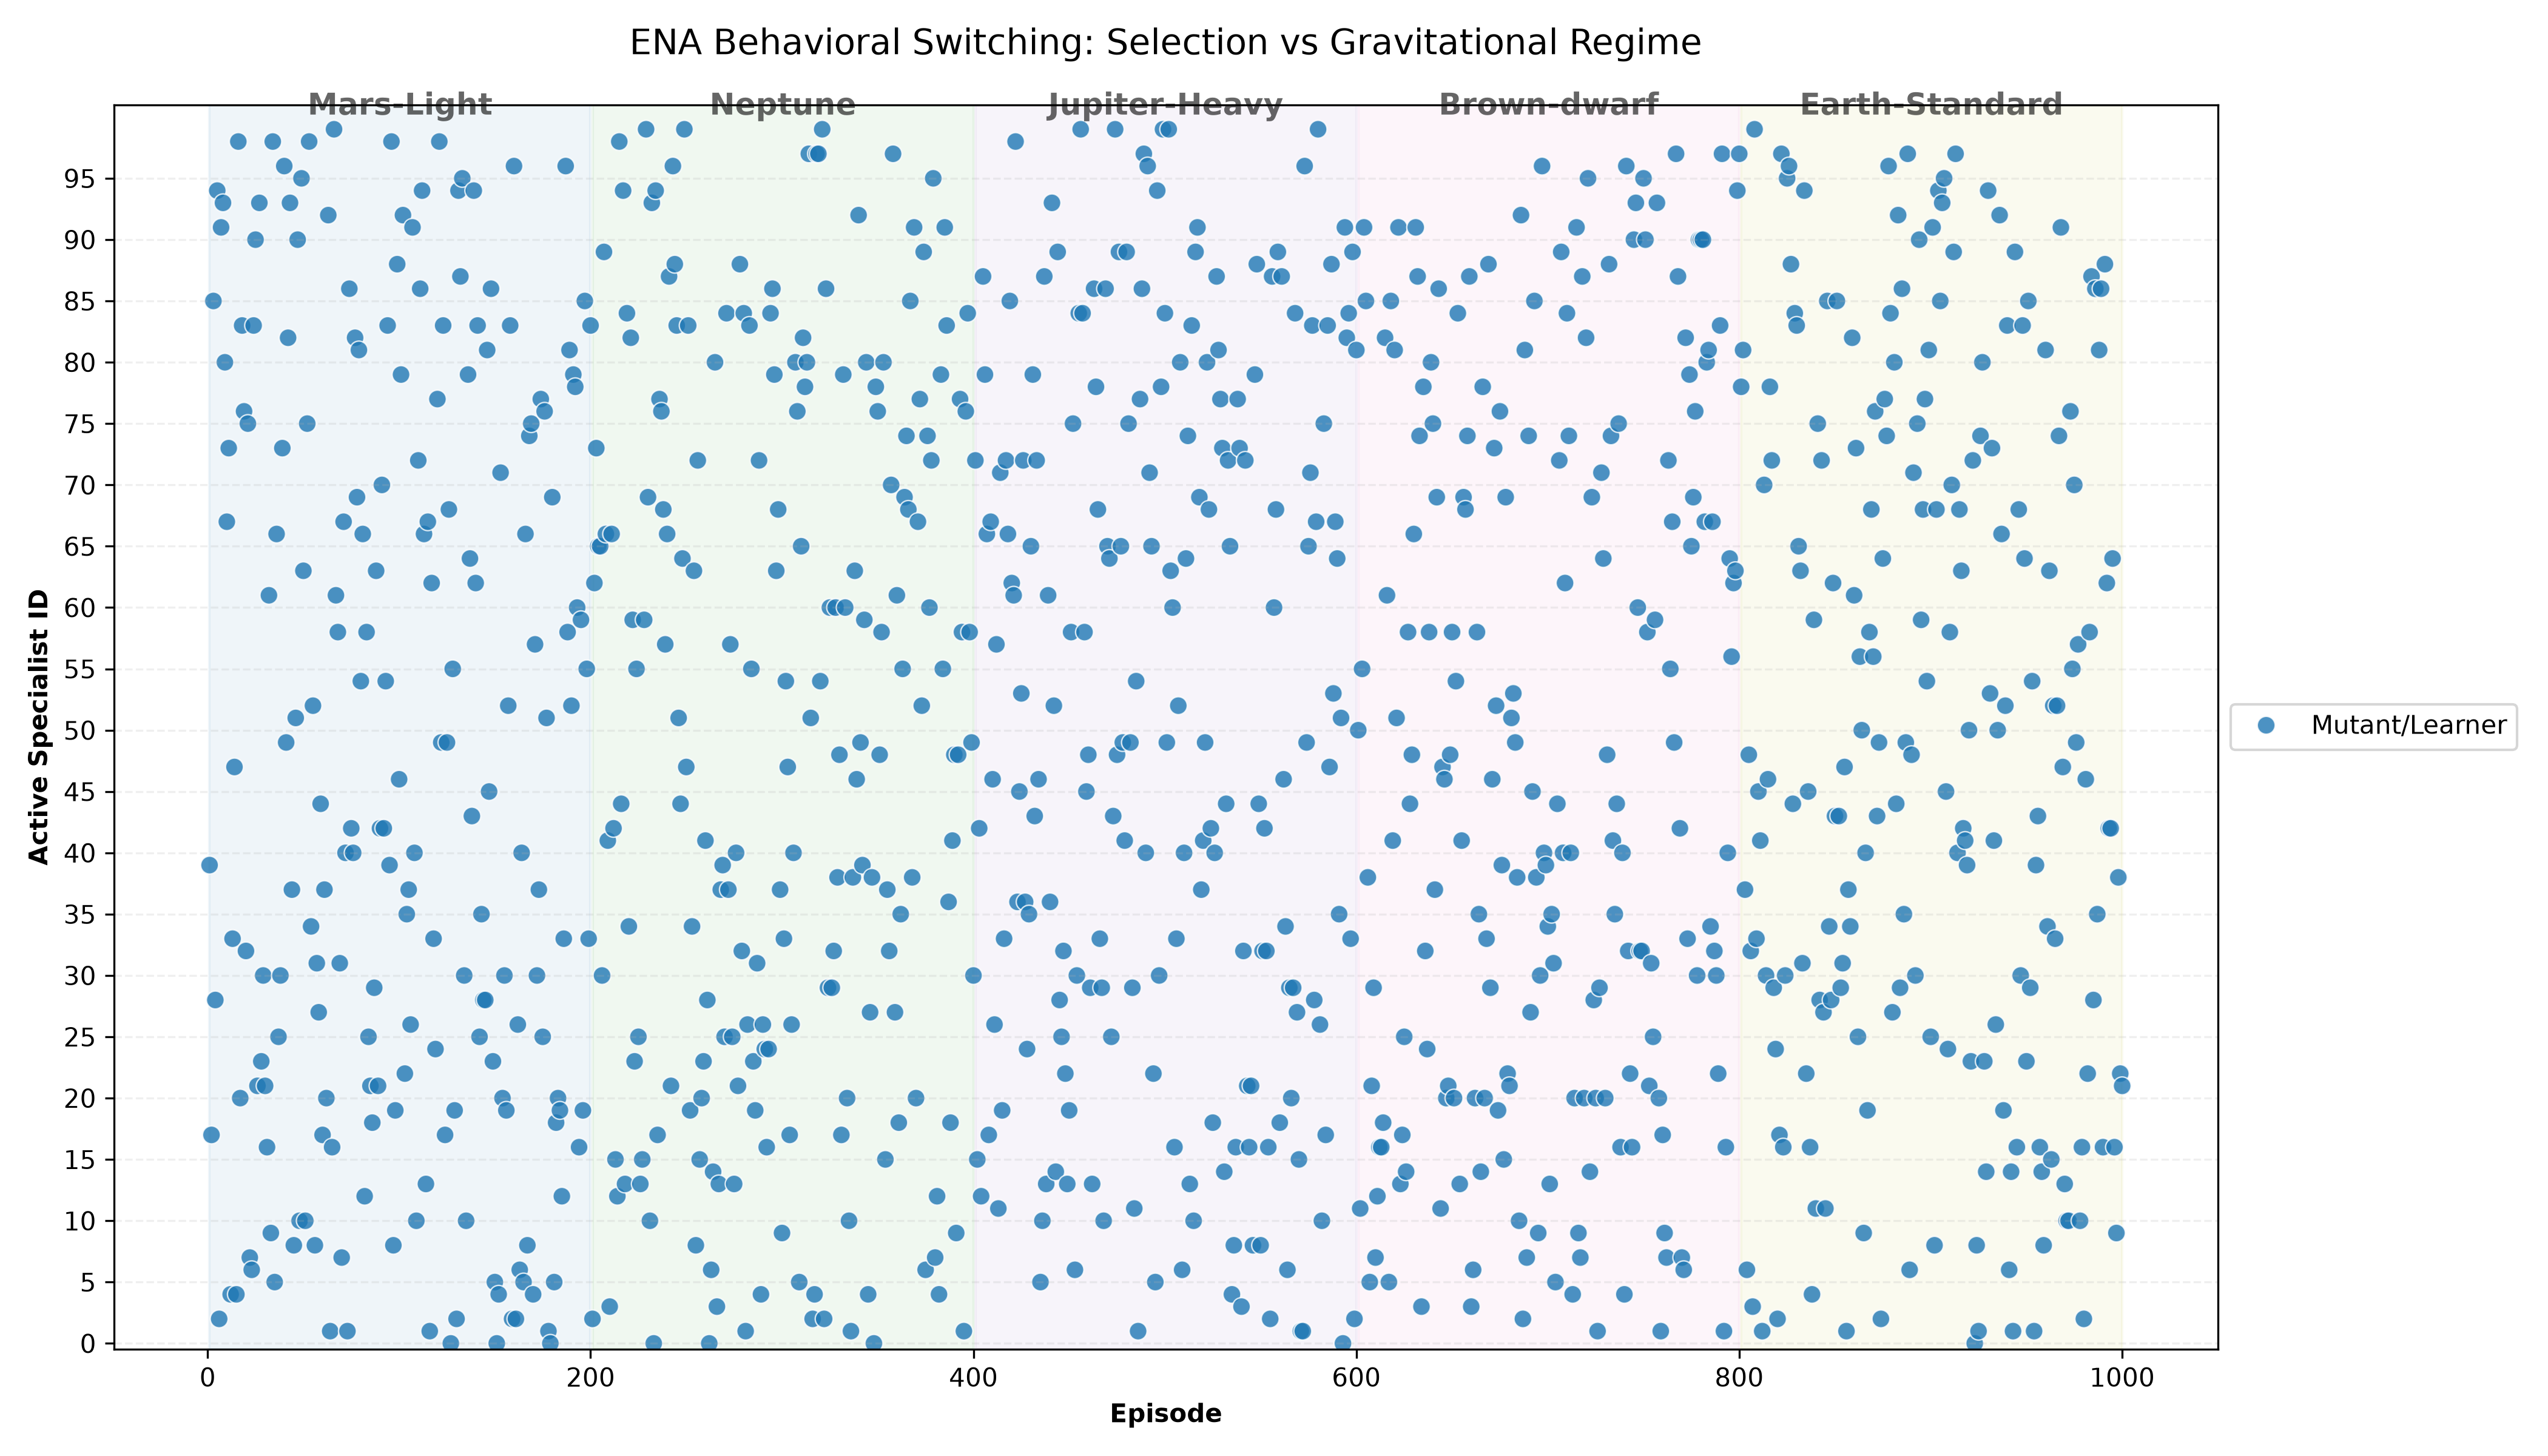 ENA Behavioral Switching: Selection vs Gravitational Regime
Mars-Light
Neptune
Jupiter-Heavy
Brown-dwarf
Earth-Standard
95
90
85
80
75
70
65
60
55
50
45
40
35
30
25
20
15
10
5
0
Active Specialist ID
Mutant/Learner
0
200
400
600
800
1000
Episode